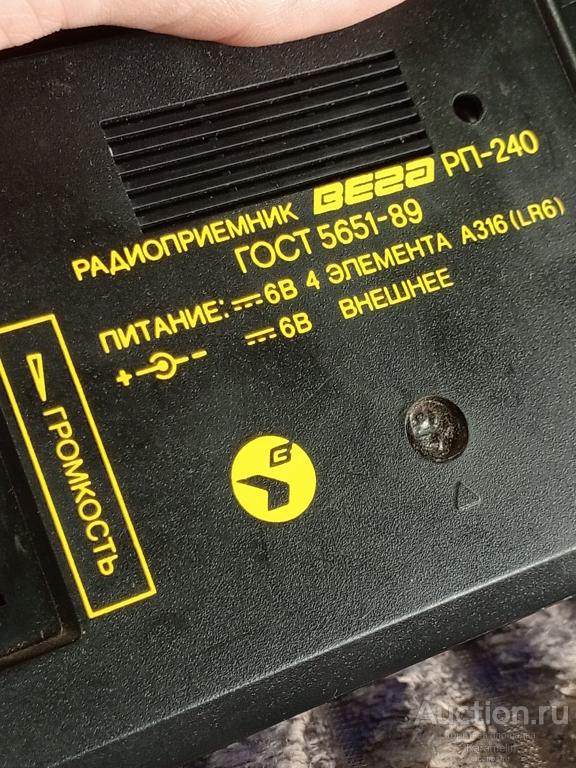 РАДИОПРИЕМНИК ВЕГА РП-240
ГОСТ 5651-89
ПИТАНИЕ: ⎓6В 4 ЭЛЕМЕНТА А316 (LR6)
+ - ⎓6В ВНЕШНЕЕ
ГРОМКОСТЬ
Auction.ru